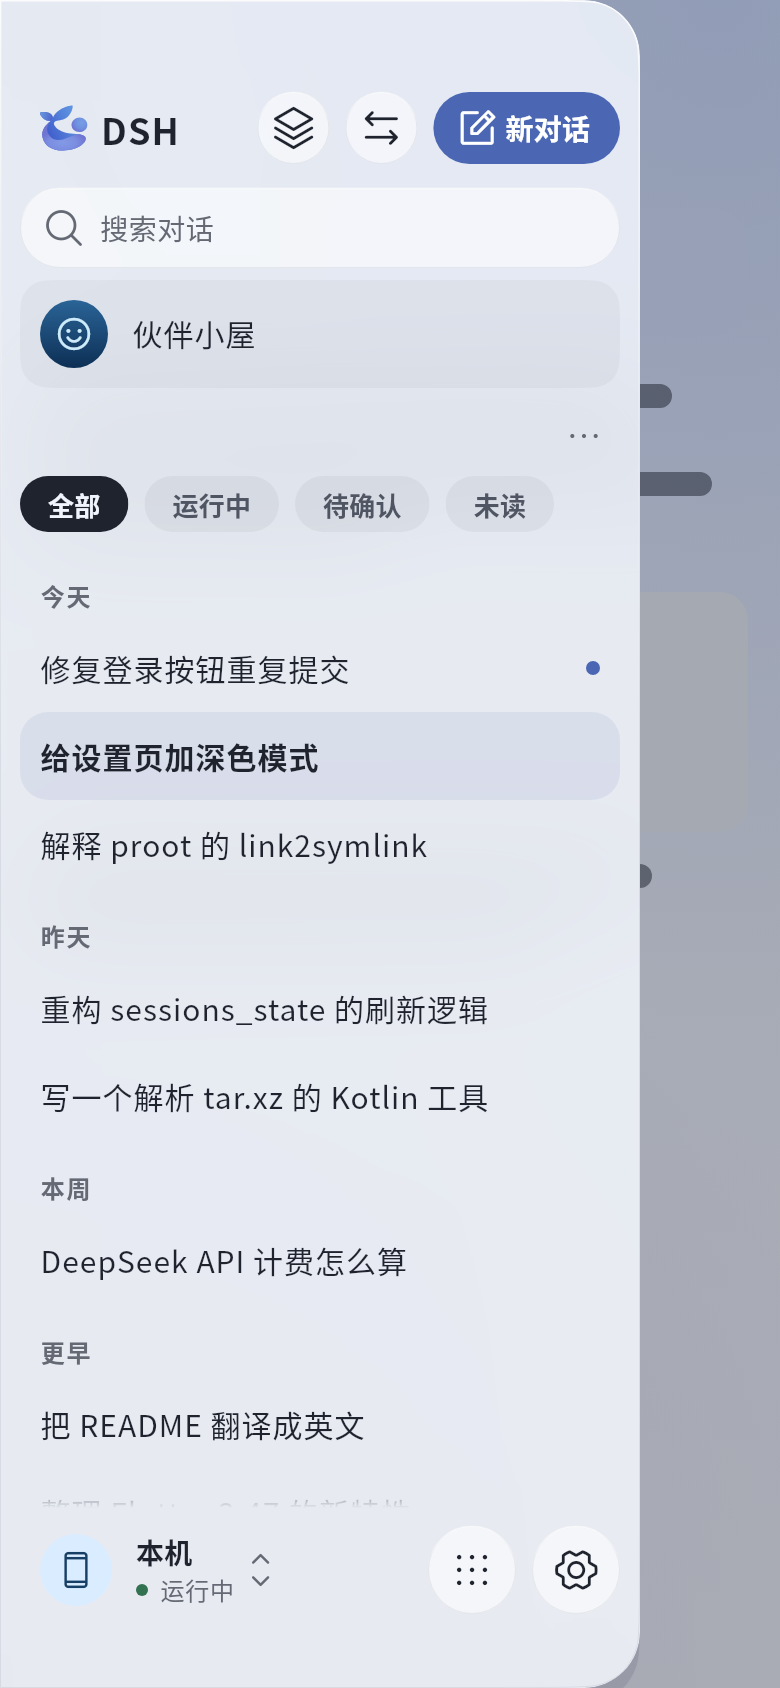 DSH
新对话
搜索对话
伙伴小屋
全部 运行中 待确认 未读
今天
修复登录按钮重复提交
给设置页加深色模式
解释 proot 的 link2symlink
昨天
重构 sessions_state 的刷新逻辑
写一个解析 tar.xz 的 Kotlin 工具
本周
DeepSeek API 计费怎么算
更早
把 README 翻译成英文
本机
运行中